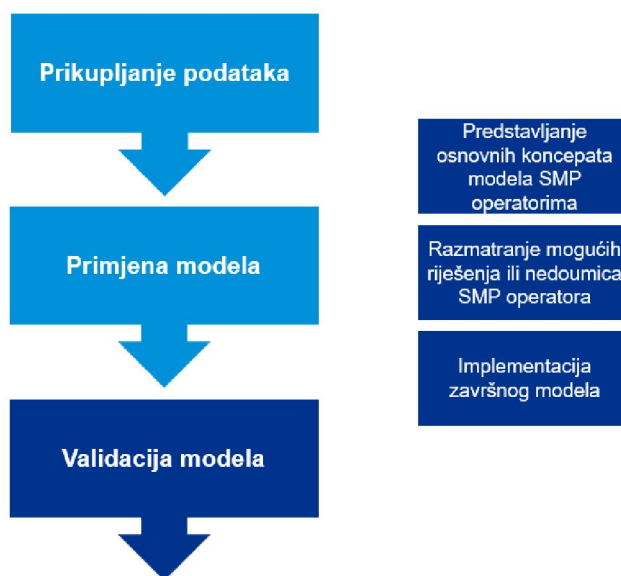 Prikupljanje podataka
Primjena modela
Validacija modela
Predstavljanje
osnovnih koncepata
modela SMP
operatorima
Razmatranje mogućih
riješenja ili nedoumica
SMP operatora
Implementacija
završnog modela